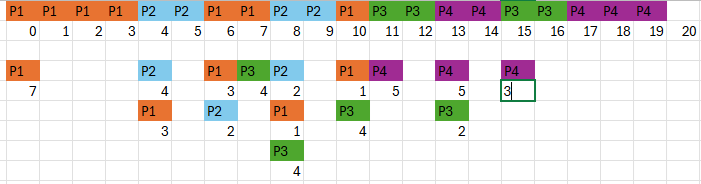 P1 P1 P1 P1 P2 P2 P1 P1 P2 P2 P1 P3 P3 P4 P4 P3 P3 P4 P4 P4
0 1 2 3 4 5 6 7 8 9 10 11 12 13 14 15 16 17 18 19 20
P1 P2 P1 P3 P2 P1 P4 P4 P4
7 4 3 4 2 1 5 5 3
P1 P2 P1 P3 P3
3 2 1 4 2
P3
4